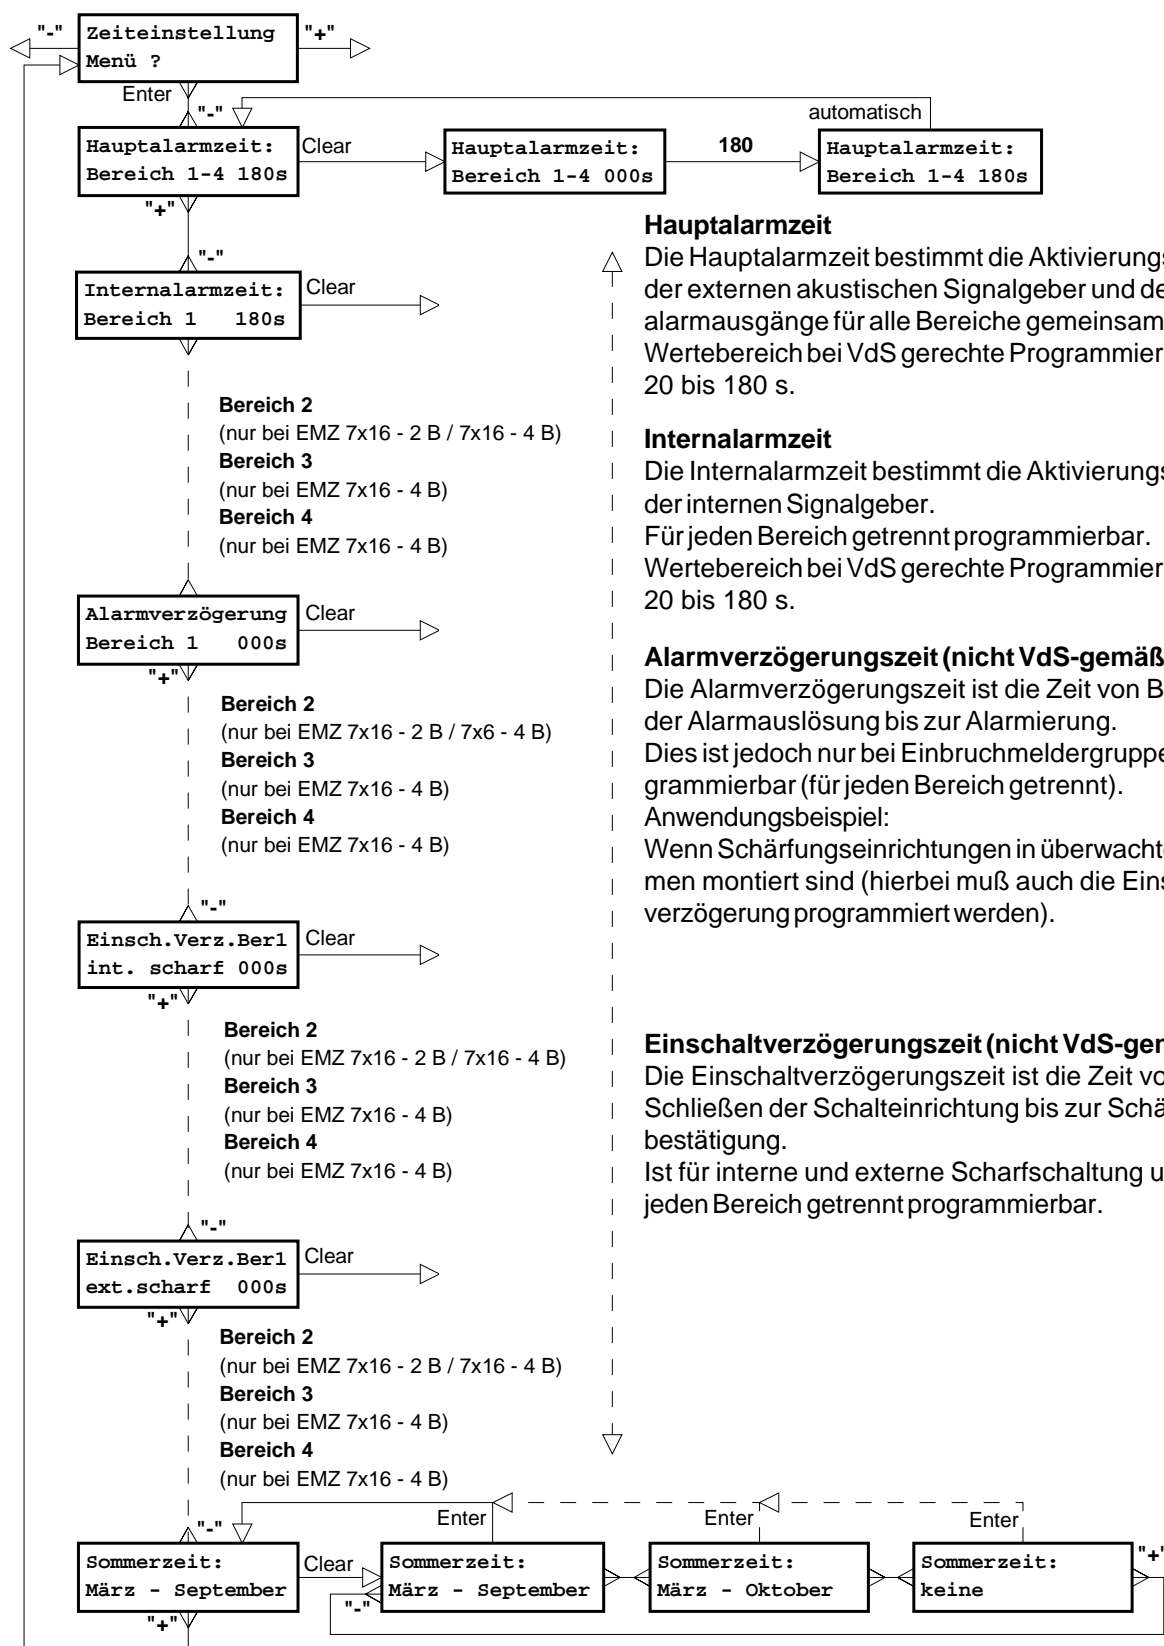 "-"
Zeiteinstellung
Menü ?
"+"
Enter
"-"
automatisch
Hauptalarmzeit:
Bereich 1-4 180s
Clear
Hauptalarmzeit:
Bereich 1-4 000s
180
Hauptalarmzeit:
Bereich 1-4 180s
"+"
"-"
Internalarmzeit:
Bereich 1 180s
Clear
Bereich 2
(nur bei EMZ 7x16 - 2 B / 7x16 - 4 B)
Bereich 3
(nur bei EMZ 7x16 - 4 B)
Bereich 4
(nur bei EMZ 7x16 - 4 B)
Alarmverzögerung
Bereich 1 000s
Clear
"+"
Bereich 2
(nur bei EMZ 7x16 - 2 B / 7x6 - 4 B)
Bereich 3
(nur bei EMZ 7x16 - 4 B)
Bereich 4
(nur bei EMZ 7x16 - 4 B)
"-"
Einsch.Verz.Ber1
int. scharf 000s
Clear
"+"
Bereich 2
(nur bei EMZ 7x16 - 2 B / 7x16 - 4 B)
Bereich 3
(nur bei EMZ 7x16 - 4 B)
Bereich 4
(nur bei EMZ 7x16 - 4 B)
"-"
Einsch.Verz.Ber1
ext.scharf 000s
Clear
"+"
Bereich 2
(nur bei EMZ 7x16 - 2 B / 7x16 - 4 B)
Bereich 3
(nur bei EMZ 7x16 - 4 B)
Bereich 4
(nur bei EMZ 7x16 - 4 B)
Hauptalarmzeit
Die Hauptalarmzeit bestimmt die Aktivierungs
der externen akustischen Signalgeber und de
alarmausgänge für alle Bereiche gemeinsam
Wertebereich bei VdS gerechte Programmier
20 bis 180 s.
Internalarmzeit
Die Internalarmzeit bestimmt die Aktivierungs
der internen Signalgeber.
Für jeden Bereich getrennt programmierbar.
Wertebereich bei VdS gerechte Programmier
20 bis 180 s.
Alarmverzögerungszeit (nicht VdS-gemäß
Die Alarmverzögerungszeit ist die Zeit von B
der Alarmauslösung bis zur Alarmierung.
Dies ist jedoch nur bei Einbruchmeldergruppe
grammierbar (für jeden Bereich getrennt).
Anwendungsbeispiel:
Wenn Schärfungseinrichtungen in überwacht
men montiert sind (hierbei muß auch die Eins
verzögerung programmiert werden).
Einschaltverzögerungszeit (nicht VdS-gem
Die Einschaltverzögerungszeit ist die Zeit vo
Schließen der Schalteinrichtung bis zur Schä
bestätigung.
Ist für interne und externe Scharfschaltung u
jeden Bereich getrennt programmierbar.
"-"
Enter
Enter
Enter
Sommerzeit:
März - September
Clear
Sommerzeit:
März - September
Sommerzeit:
März - Oktober
Sommerzeit:
keine
"+"
"-"
"+"